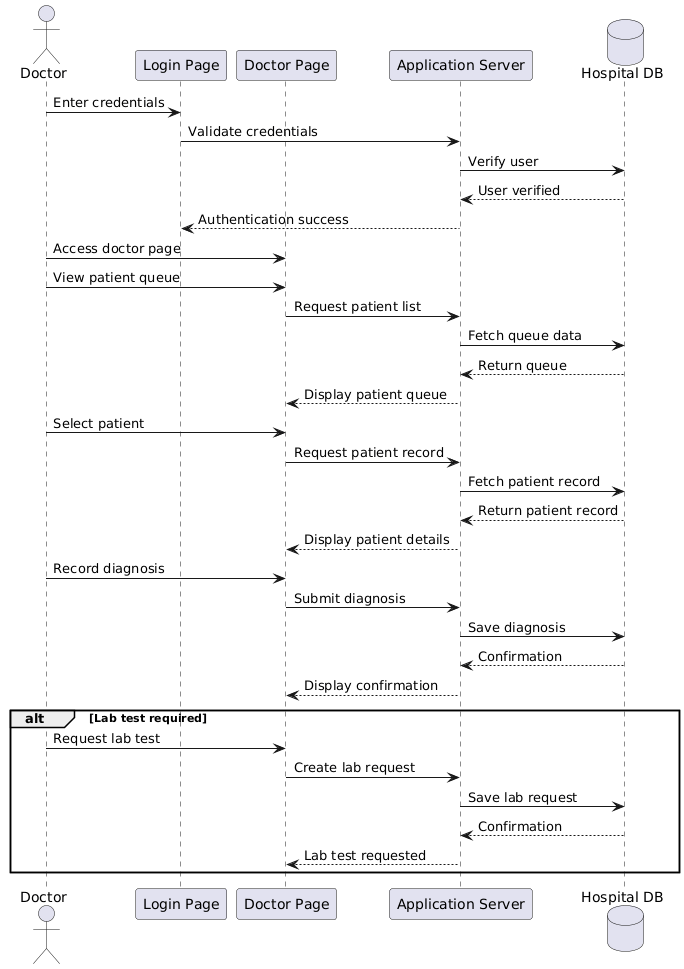 Doctor
Login Page
Doctor Page
Application Server
Hospital DB
Enter credentials
Validate credentials
Verify user
User verified
Authentication success
Access doctor page
View patient queue
Request patient list
Fetch queue data
Return queue
Display patient queue
Select patient
Request patient record
Fetch patient record
Return patient record
Display patient details
Record diagnosis
Submit diagnosis
Save diagnosis
Confirmation
Display confirmation
alt [Lab test required]
Request lab test
Create lab request
Save lab request
Confirmation
Lab test requested
Doctor
Login Page
Doctor Page
Application Server
Hospital DB